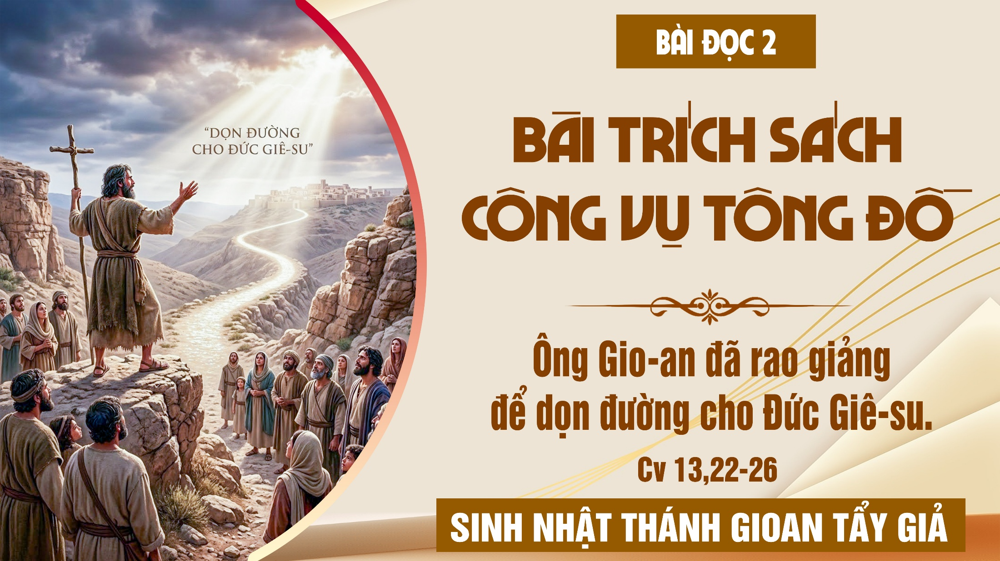 “DỌN ĐƯỜNG
CHO ĐỨC GIÊ-SU”
BÀI ĐỌC 2
BÀI TRÍCH SÁCH
CÔNG VỤ TÔNG ĐỒ
Ông Gio-an đã rao giảng
để dọn đường cho Đức Giê-su.
Cv 13,22-26
SINH NHẬT THÁNH GIOAN TẨY GIẢ